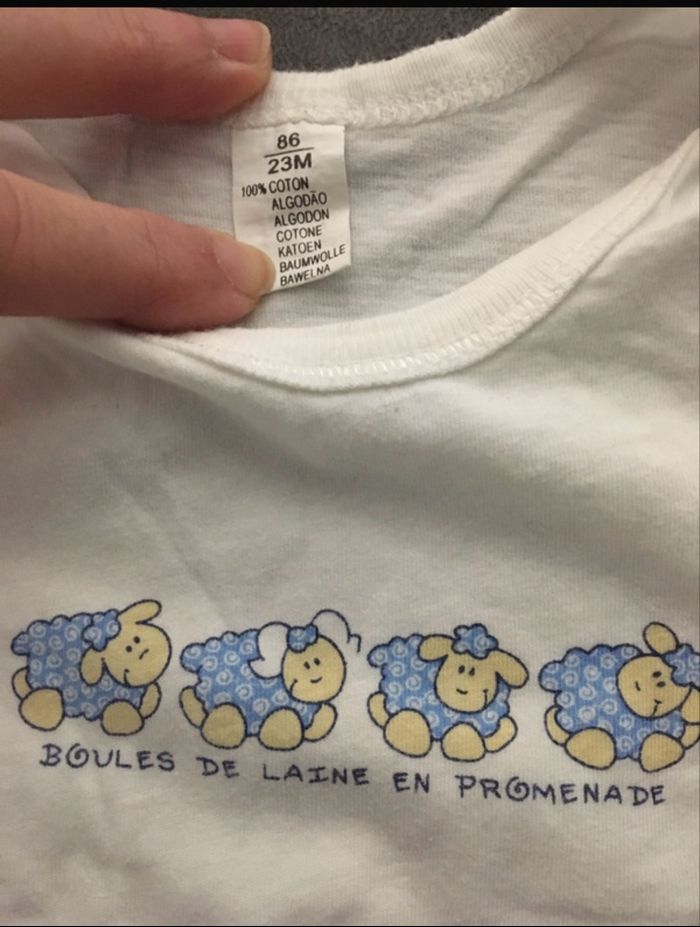 86
23M
100% COTON
ALGODÃO
ALGODON
COTONE
KATOEN
BAUMWOLLE
BAWELNA
BOULES DE LAINE EN PROMENADE